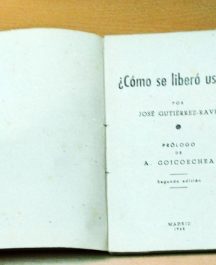 ¿Cómo se liberó us
POR
JOSÉ GUTIÉRREZ-RAVE
PRÓLOGO
DE
A. GOICOECHEA
Segunda edición
MADRID